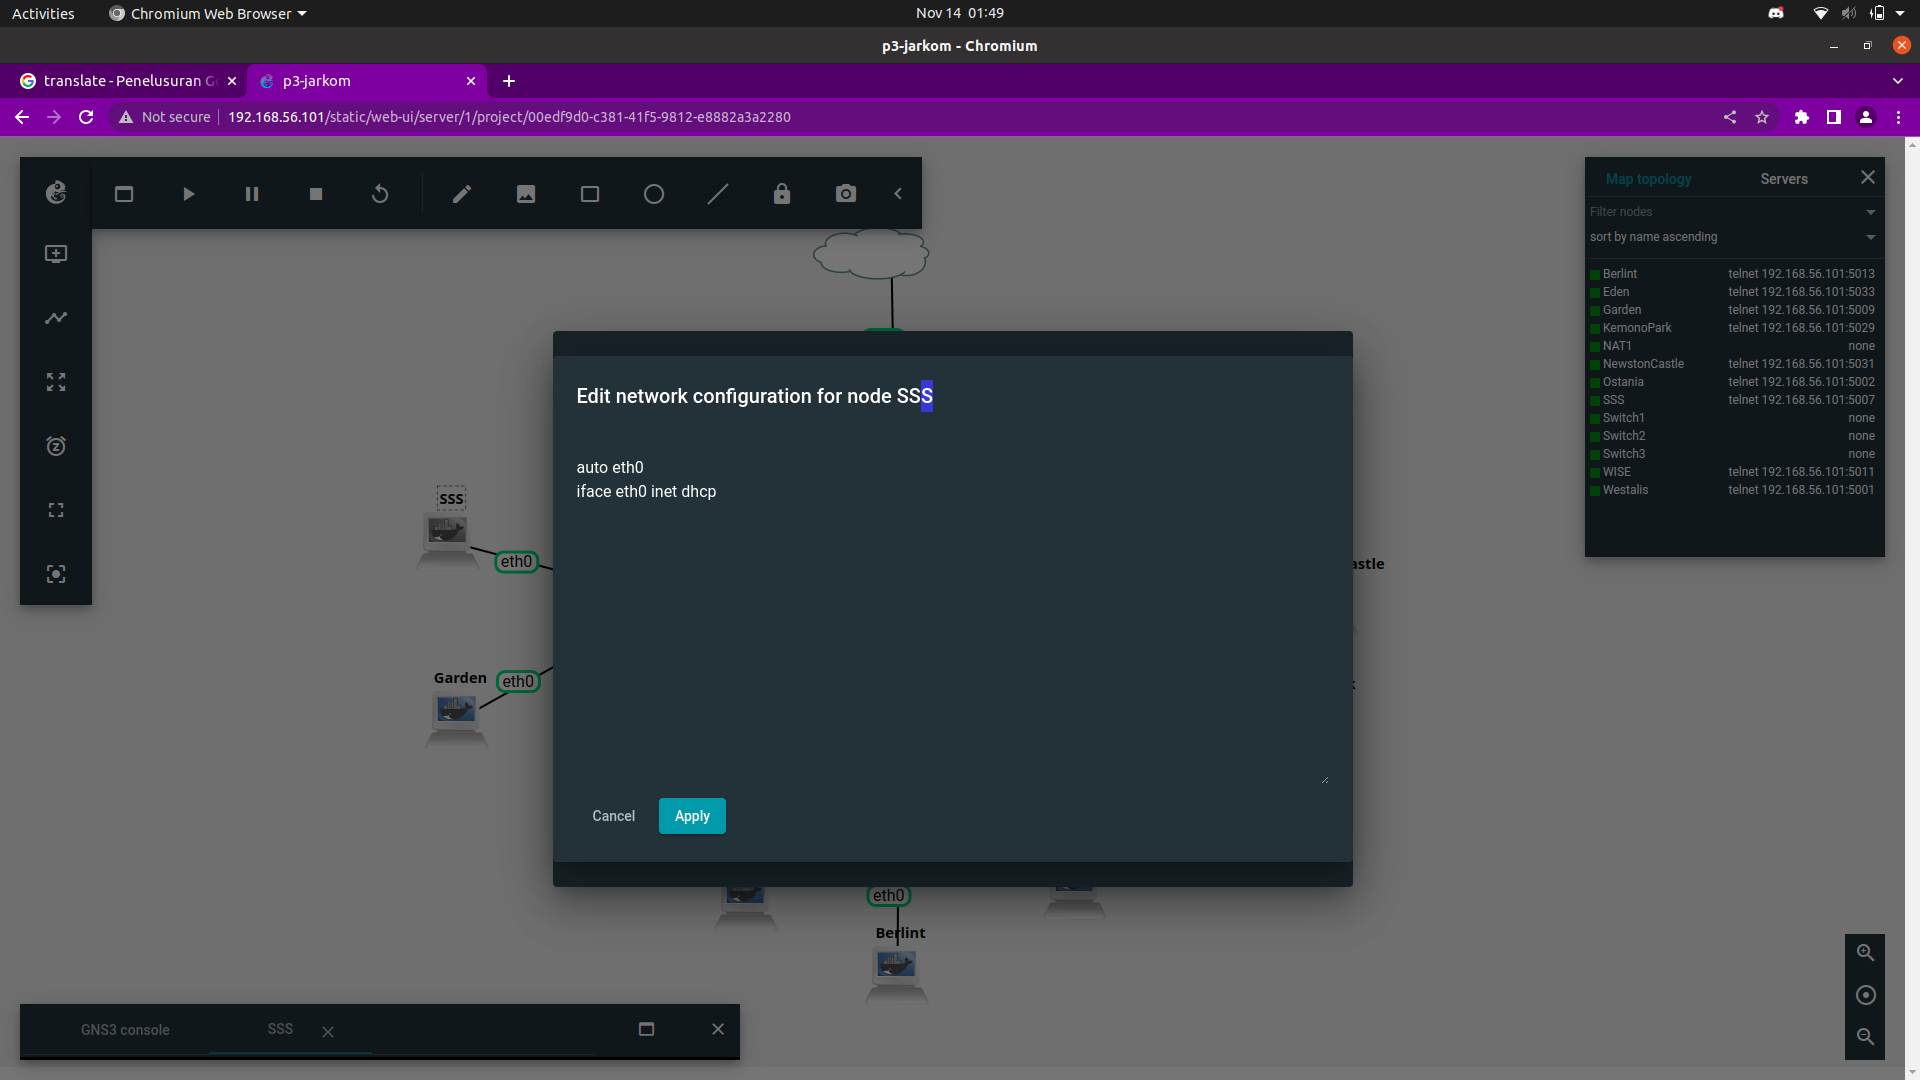 Activities
Chromium Web Browser
Nov 14 01:49
p3-jarkom - Chromium
translate - Penelusuran G
p3-jarkom
Not secure
192.168.56.101/static/web-ui/server/1/project/00edf9d0-c381-41f5-9812-e8882a3a2280
Map topology
Servers
Filter nodes
sort by name ascending
Berlint telnet 192.168.56.101:5013
Eden telnet 192.168.56.101:5033
Garden telnet 192.168.56.101:5009
KemonoPark telnet 192.168.56.101:5029
NAT1 none
NewstonCastle telnet 192.168.56.101:5031
Ostania telnet 192.168.56.101:5002
SSS telnet 192.168.56.101:5007
Switch1 none
Switch2 none
Switch3 none
WISE telnet 192.168.56.101:5011
Westalis telnet 192.168.56.101:5001
Edit network configuration for node SSS
auto eth0
iface eth0 inet dhcp
Cancel
Apply
SSS
eth0
Garden
eth0
astle
eth0
Berlint
GNS3 console
SSS